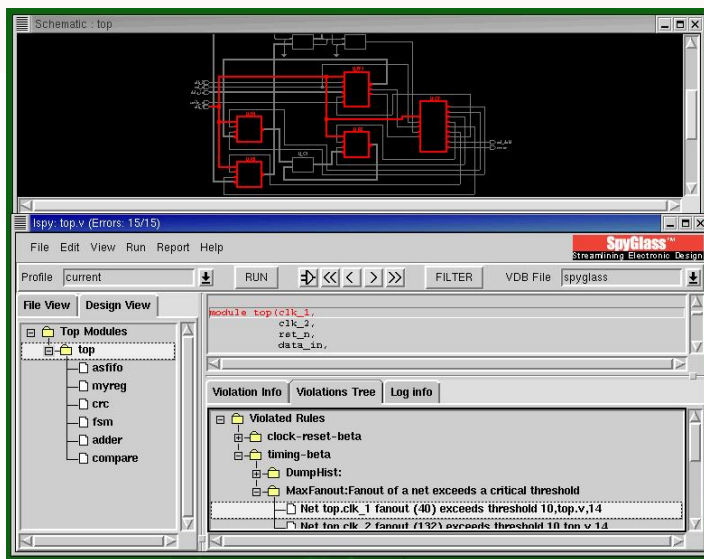 Schematic : top
Ispy: top.v (Errors: 15/15)
File Edit View Run Report Help
SpyGlass™
Streamlining Electronic Design
Profile current RUN FILTER VDB File spyglass
File View Design View
Top Modules
top
asfifo
myreg
crc
fsm
adder
compare
module top(clk_1,
clk_2,
ret_n,
data_in,
Violation Info Violations Tree Log info
Violated Rules
clock-reset-beta
timing-beta
DumpHist:
MaxFanout:Fanout of a net exceeds a critical threshold
Net top.clk_1 fanout (40) exceeds threshold 10,top.v,14
Net top.clk_2 fanout (132) exceeds threshold 10,top.v,14